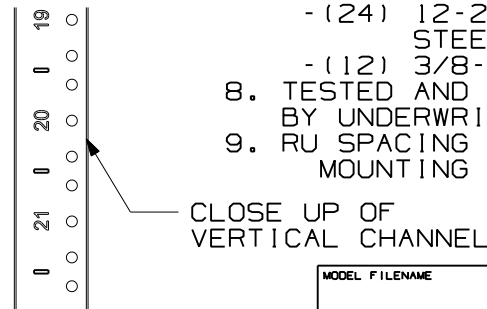 19
20
21
-(24) 12-2
STEE
-(12) 3/8-
8. TESTED AND
BY UNDERWRI
9. RU SPACING
MOUNTING
CLOSE UP OF
VERTICAL CHANNEL
MODEL FILENAME